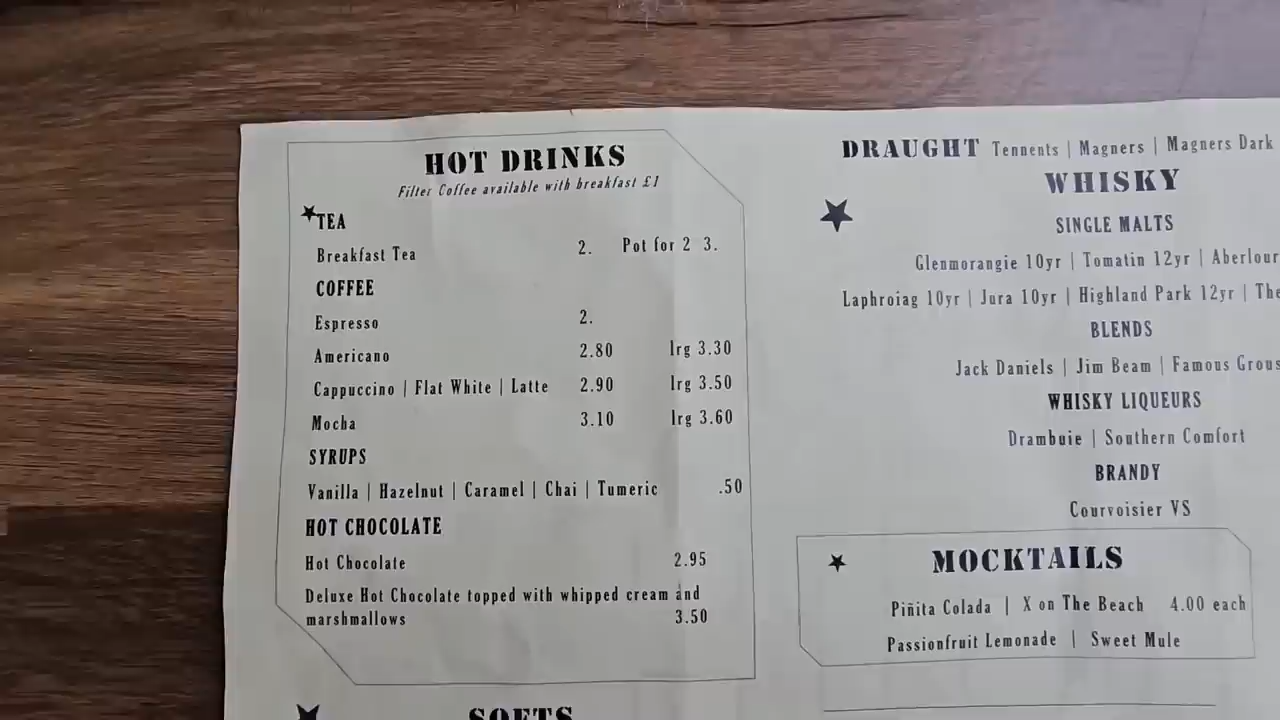 HOT DRINKS
Filter Coffee available with breakfast £1
TEA
Breakfast Tea 2. Pot for 2 3.
COFFEE
Espresso 2.
Americano 2.80 lrg 3.30
Cappuccino | Flat White | Latte 2.90 lrg 3.50
Mocha 3.10 lrg 3.60
SYRUPS
Vanilla | Hazelnut | Caramel | Chai | Tumeric .50
HOT CHOCOLATE
Hot Chocolate 2.95
Deluxe Hot Chocolate topped with whipped cream and
marshmallows 3.50
SOFTS
DRAUGHT Tennents | Magners | Magners Dark
WHISKY
SINGLE MALTS
Glenmorangie 10yr | Tomatin 12yr | Aberlour
Laphroiag 10yr | Jura 10yr | Highland Park 12yr | The
BLENDS
Jack Daniels | Jim Beam | Famous Grous
WHISKY LIQUEURS
Drambuie | Southern Comfort
BRANDY
Courvoisier VS
MOCKTAILS
Piñita Colada | X on The Beach 4.00 each
Passionfruit Lemonade | Sweet Mule